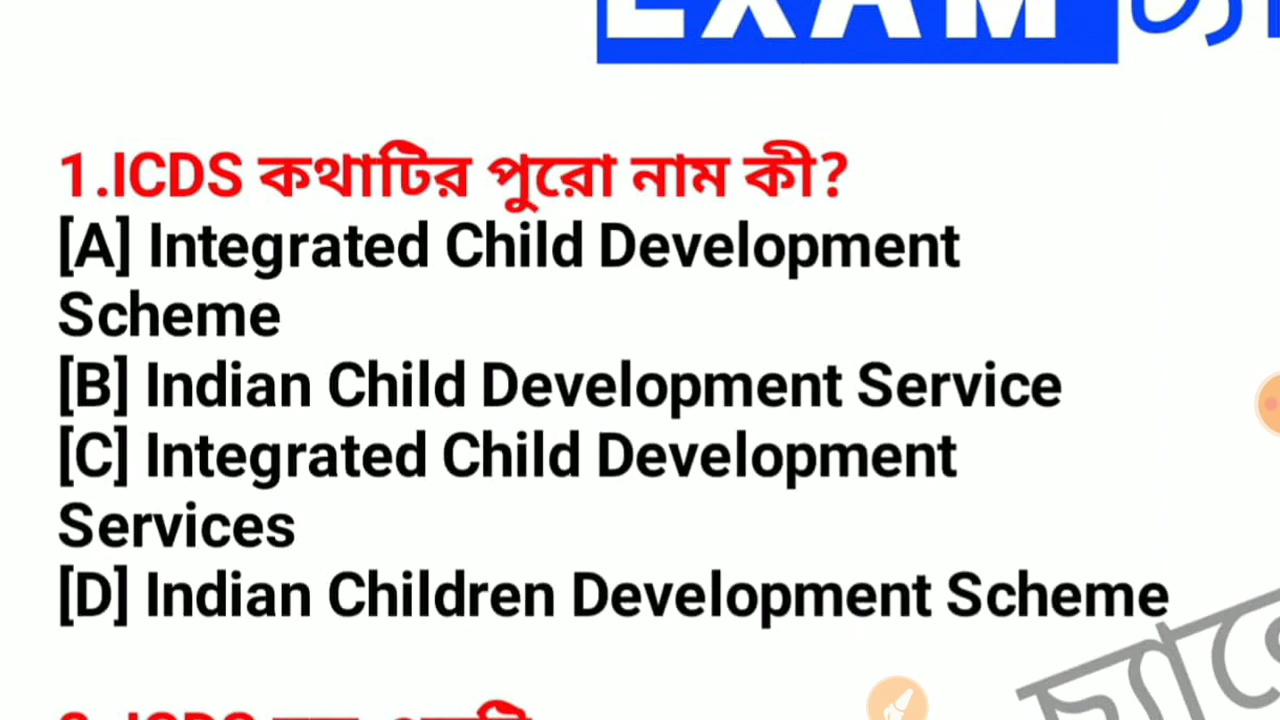 EXAM
1.ICDS কথাটির পুরো নাম কী?
[A] Integrated Child Development
Scheme
[B] Indian Child Development Service
[C] Integrated Child Development
Services
[D] Indian Children Development Scheme